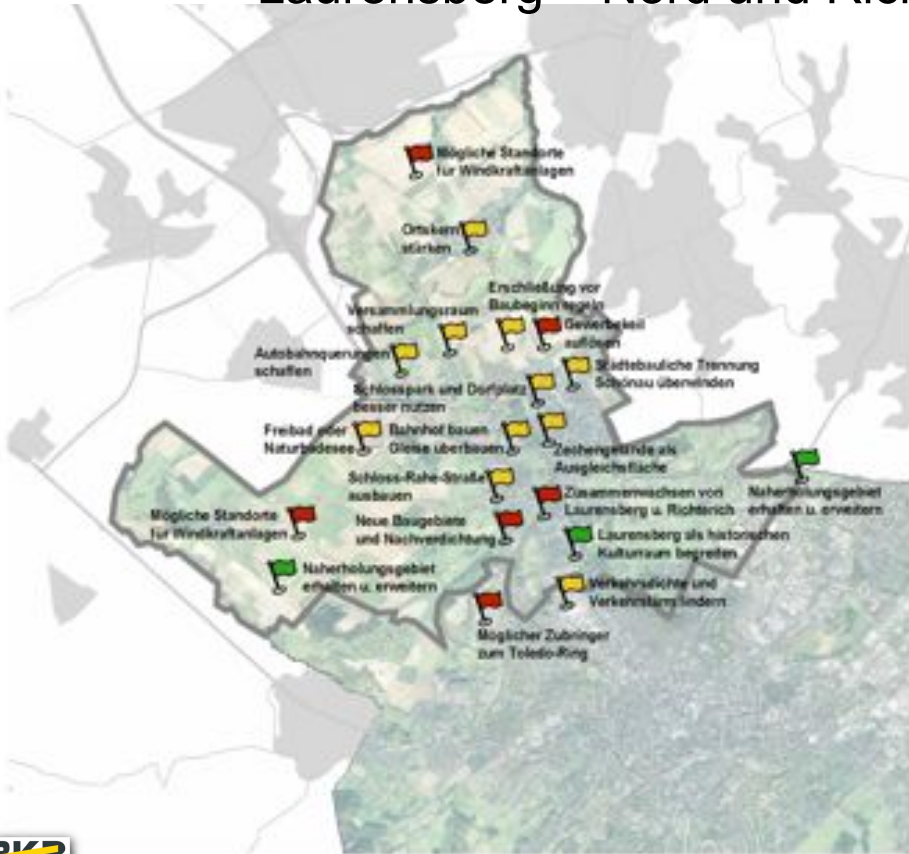 Laurensberg – Nord und Rich
Mögliche Standorte
für Windkraftanlagen
Ortskern
stärken
Erschließung vor
Baubeginn regeln
Versammlungsraum
schaffen
Gewerbekeil
auflösen
Autobahnquerungen
schaffen
Städtebauliche Trennung
Schönau überwinden
Schlosspark und Dorfplatz
besser nutzen
Freibad oder
Naturbadesee
Bahnhof bauen
Gleise überbauen
Zechengelände als
Ausgleichsfläche
Schloss-Rahe-Straße
ausbauen
Zusammenwachsen von
Laurensberg u. Richterich
Naherholungsgebiet
erhalten u. erweitern
Mögliche Standorte
für Windkraftanlagen
Neue Baugebiete
und Nachverdichtung
Laurensberg als historischen
Kulturraum begreifen
Naherholungsgebiet
erhalten u. erweitern
Verkehrsdichte und
Verkehrslärm lindern
Möglicher Zubringer
zum Toledo-Ring
BKR